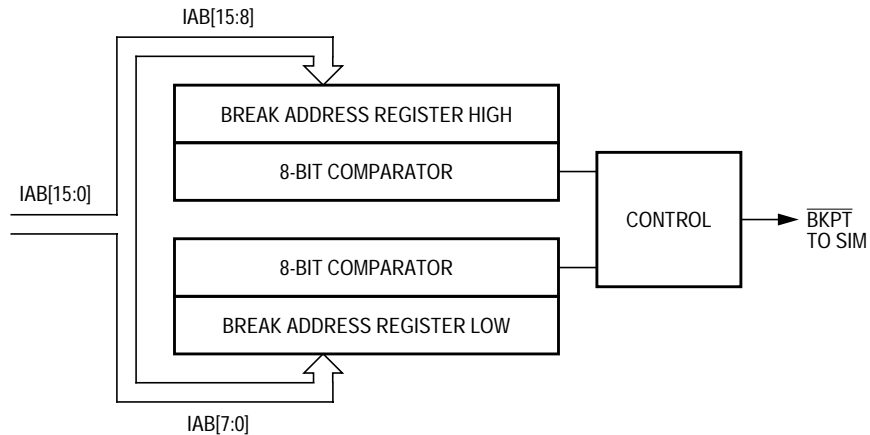 IAB[15:8]
BREAK ADDRESS REGISTER HIGH
8-BIT COMPARATOR
IAB[15:0]
CONTROL
BKPT
TO SIM
8-BIT COMPARATOR
BREAK ADDRESS REGISTER LOW
IAB[7:0]